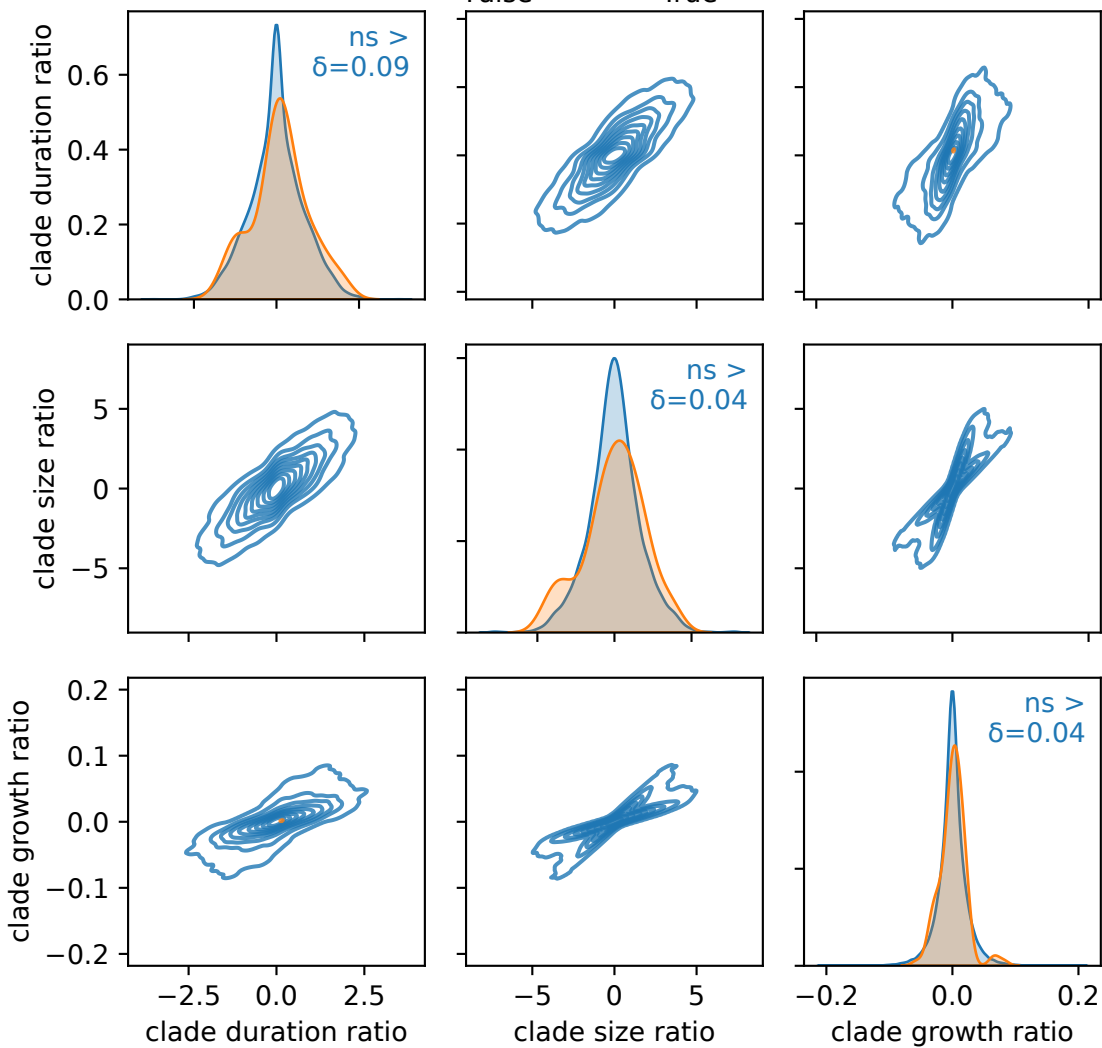 clade duration ratio
0.6
0.4
0.2
0.0
ns >
δ=0.09
clade size ratio
5
0
−5
ns >
δ=0.04
clade growth ratio
0.2
0.1
0.0
−0.1
−0.2
ns >
δ=0.04
−2.5 0.0 2.5
−5 0 5
−0.2 0.0 0.2
clade duration ratio
clade size ratio
clade growth ratio